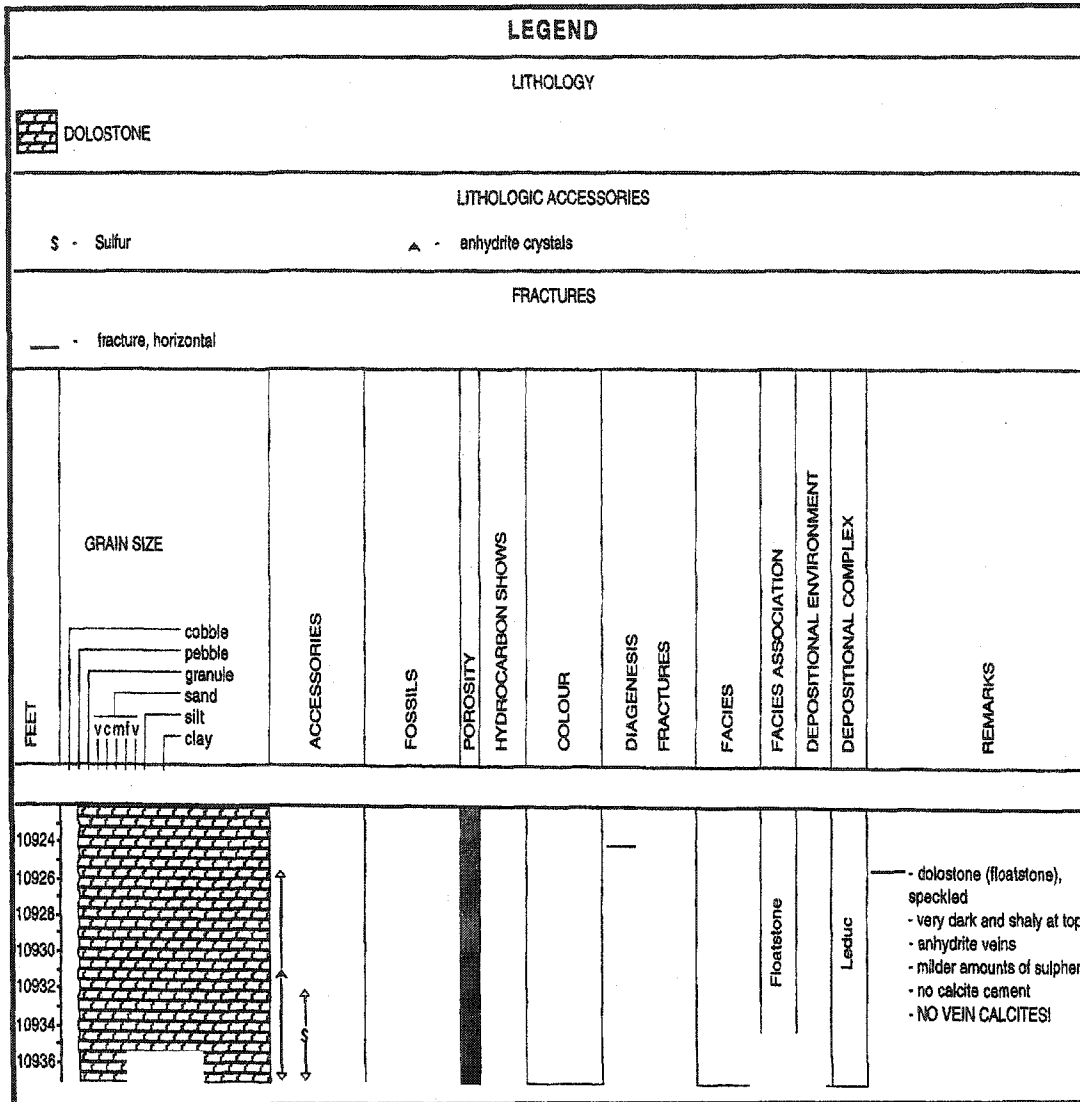 LEGEND
LITHOLOGY
DOLOSTONE
LITHOLOGIC ACCESSORIES
S - Sulfur
- anhydrite crystals
FRACTURES
- fracture, horizontal
FEET
GRAIN SIZE
cobble
pebble
granule
sand
silt
clay
v c m f v
ACCESSORIES
FOSSILS
POROSITY
HYDROCARBON SHOWS
COLOUR
DIAGENESIS
FRACTURES
FACIES
FACIES ASSOCIATION
DEPOSITIONAL ENVIRONMENT
DEPOSITIONAL COMPLEX
REMARKS
10924
10926
10928
10930
10932
10934
10936
S
Floatstone
Leduc
- dolostone (floatstone),
speckled
- very dark and shaly at top
- anhydrite veins
- milder amounts of sulpher
- no calcite cement
- NO VEIN CALCITES!